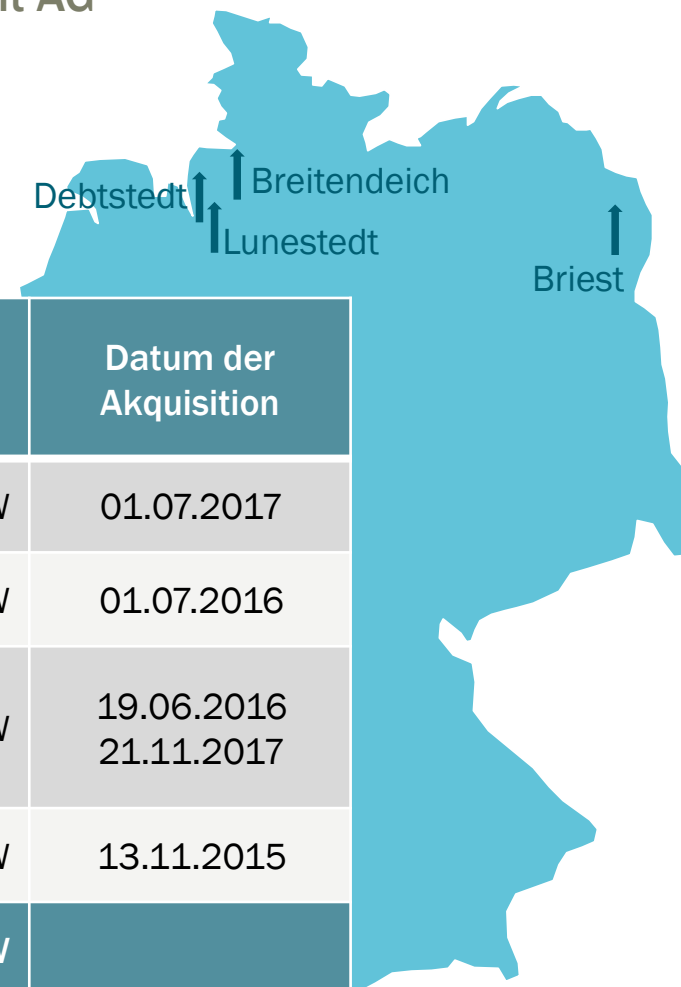 AG
Debtstedt
Breitendeich
Lunestedt
Briest
Datum der
Akquisition
01.07.2017
01.07.2016
19.06.2016
21.11.2017
13.11.2015